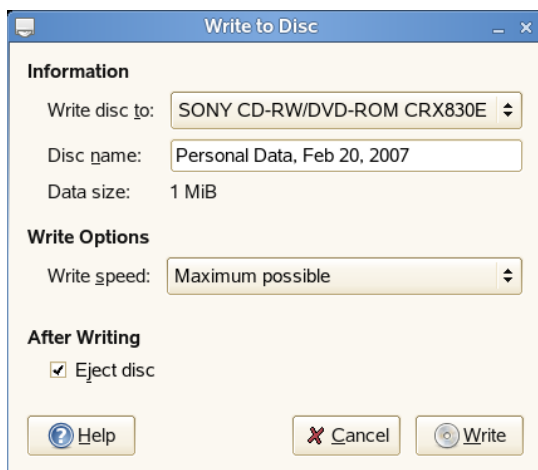 Write to Disc
Information
Write disc to: SONY CD-RW/DVD-ROM CRX830E
Disc name: Personal Data, Feb 20, 2007
Data size: 1 MiB
Write Options
Write speed: Maximum possible
After Writing
Eject disc
Help Cancel Write